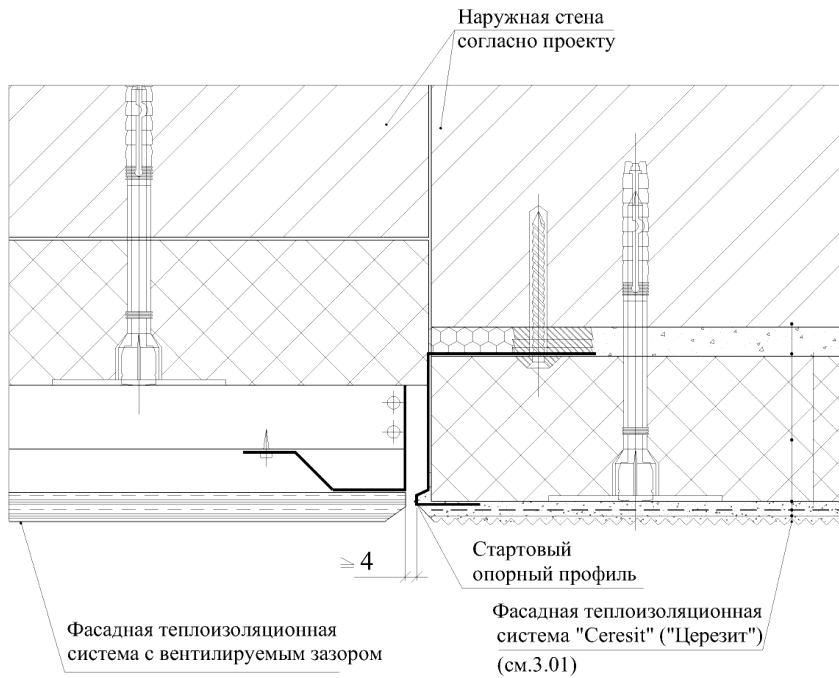 Наружная стена
согласно проекту
≥ 4
Стартовый
опорный профиль
Фасадная теплоизоляционная
система "Ceresit" ("Церезит")
(см.3.01)
Фасадная теплоизоляционная
система с вентилируемым зазором